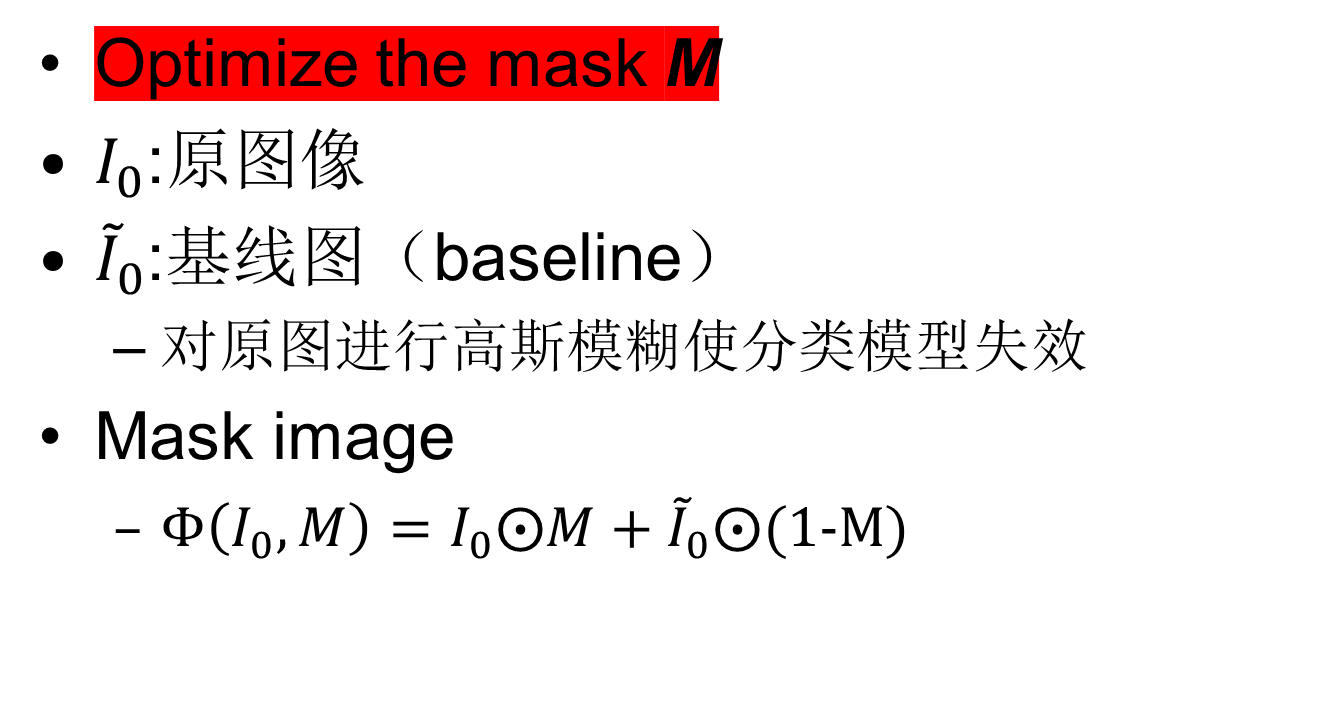 • Optimize the mask M
• I₀:原图像
• Ĩ₀:基线图（baseline）
– 对原图进行高斯模糊使分类模型失效
• Mask image
– Φ(I₀, M) = I₀⊙M + Ĩ₀⊙(1-M)